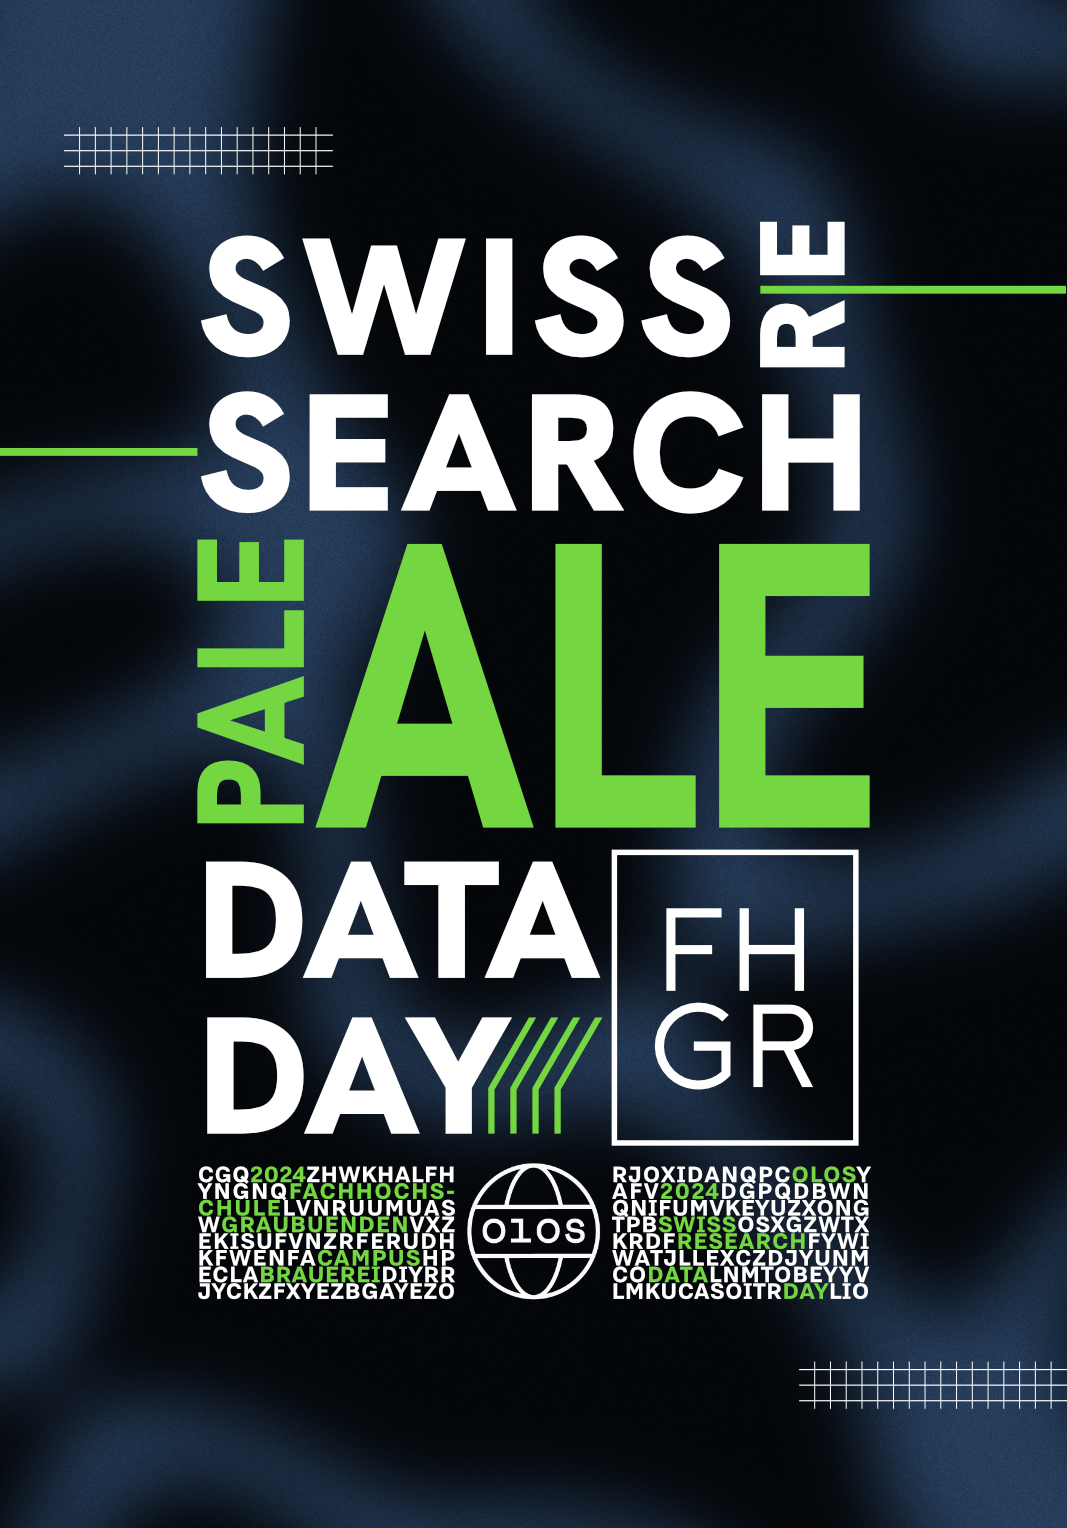 SWISS RE
SEARCH
PALE ALE
DATA
DAY
FH
GR
CGQ2024ZHWKHALFH
YNGNQFACHHOCHS-
CHULELVNRUUMUAS
WGRAUBUENDENVXZ
EKISUFVNZRFERUDH
KFWENFACAMPUSHP
ECLABRAUEREIDIYRR
JYCKZFXYEZBGAYEZO
OlOS
RJOXIDANQPCOLOSY
AFV2024DGPQDBWN
QNIFUMVKEYUZXONG
TPBSWISSOSXGZWTX
KRDFRESEARCHFYWI
WATJLLEXCZDJYUNM
CODATALNMTOBEYYV
LMKUCASOITRDAYLIO